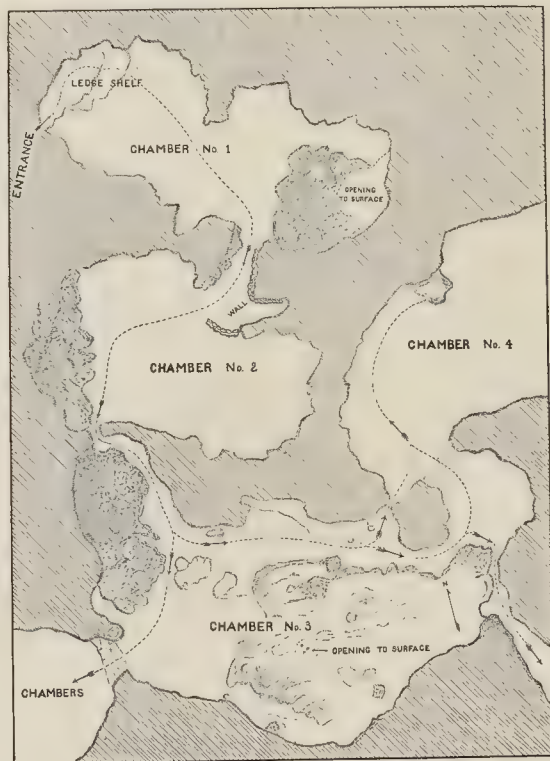 LEDGE SHELF
ENTRANCE
CHAMBER No. 1
OPENING
TO SURFACE
WALL
CHAMBER No. 2
CHAMBER No. 4
CHAMBER No. 3
OPENING TO SURFACE
CHAMBERS